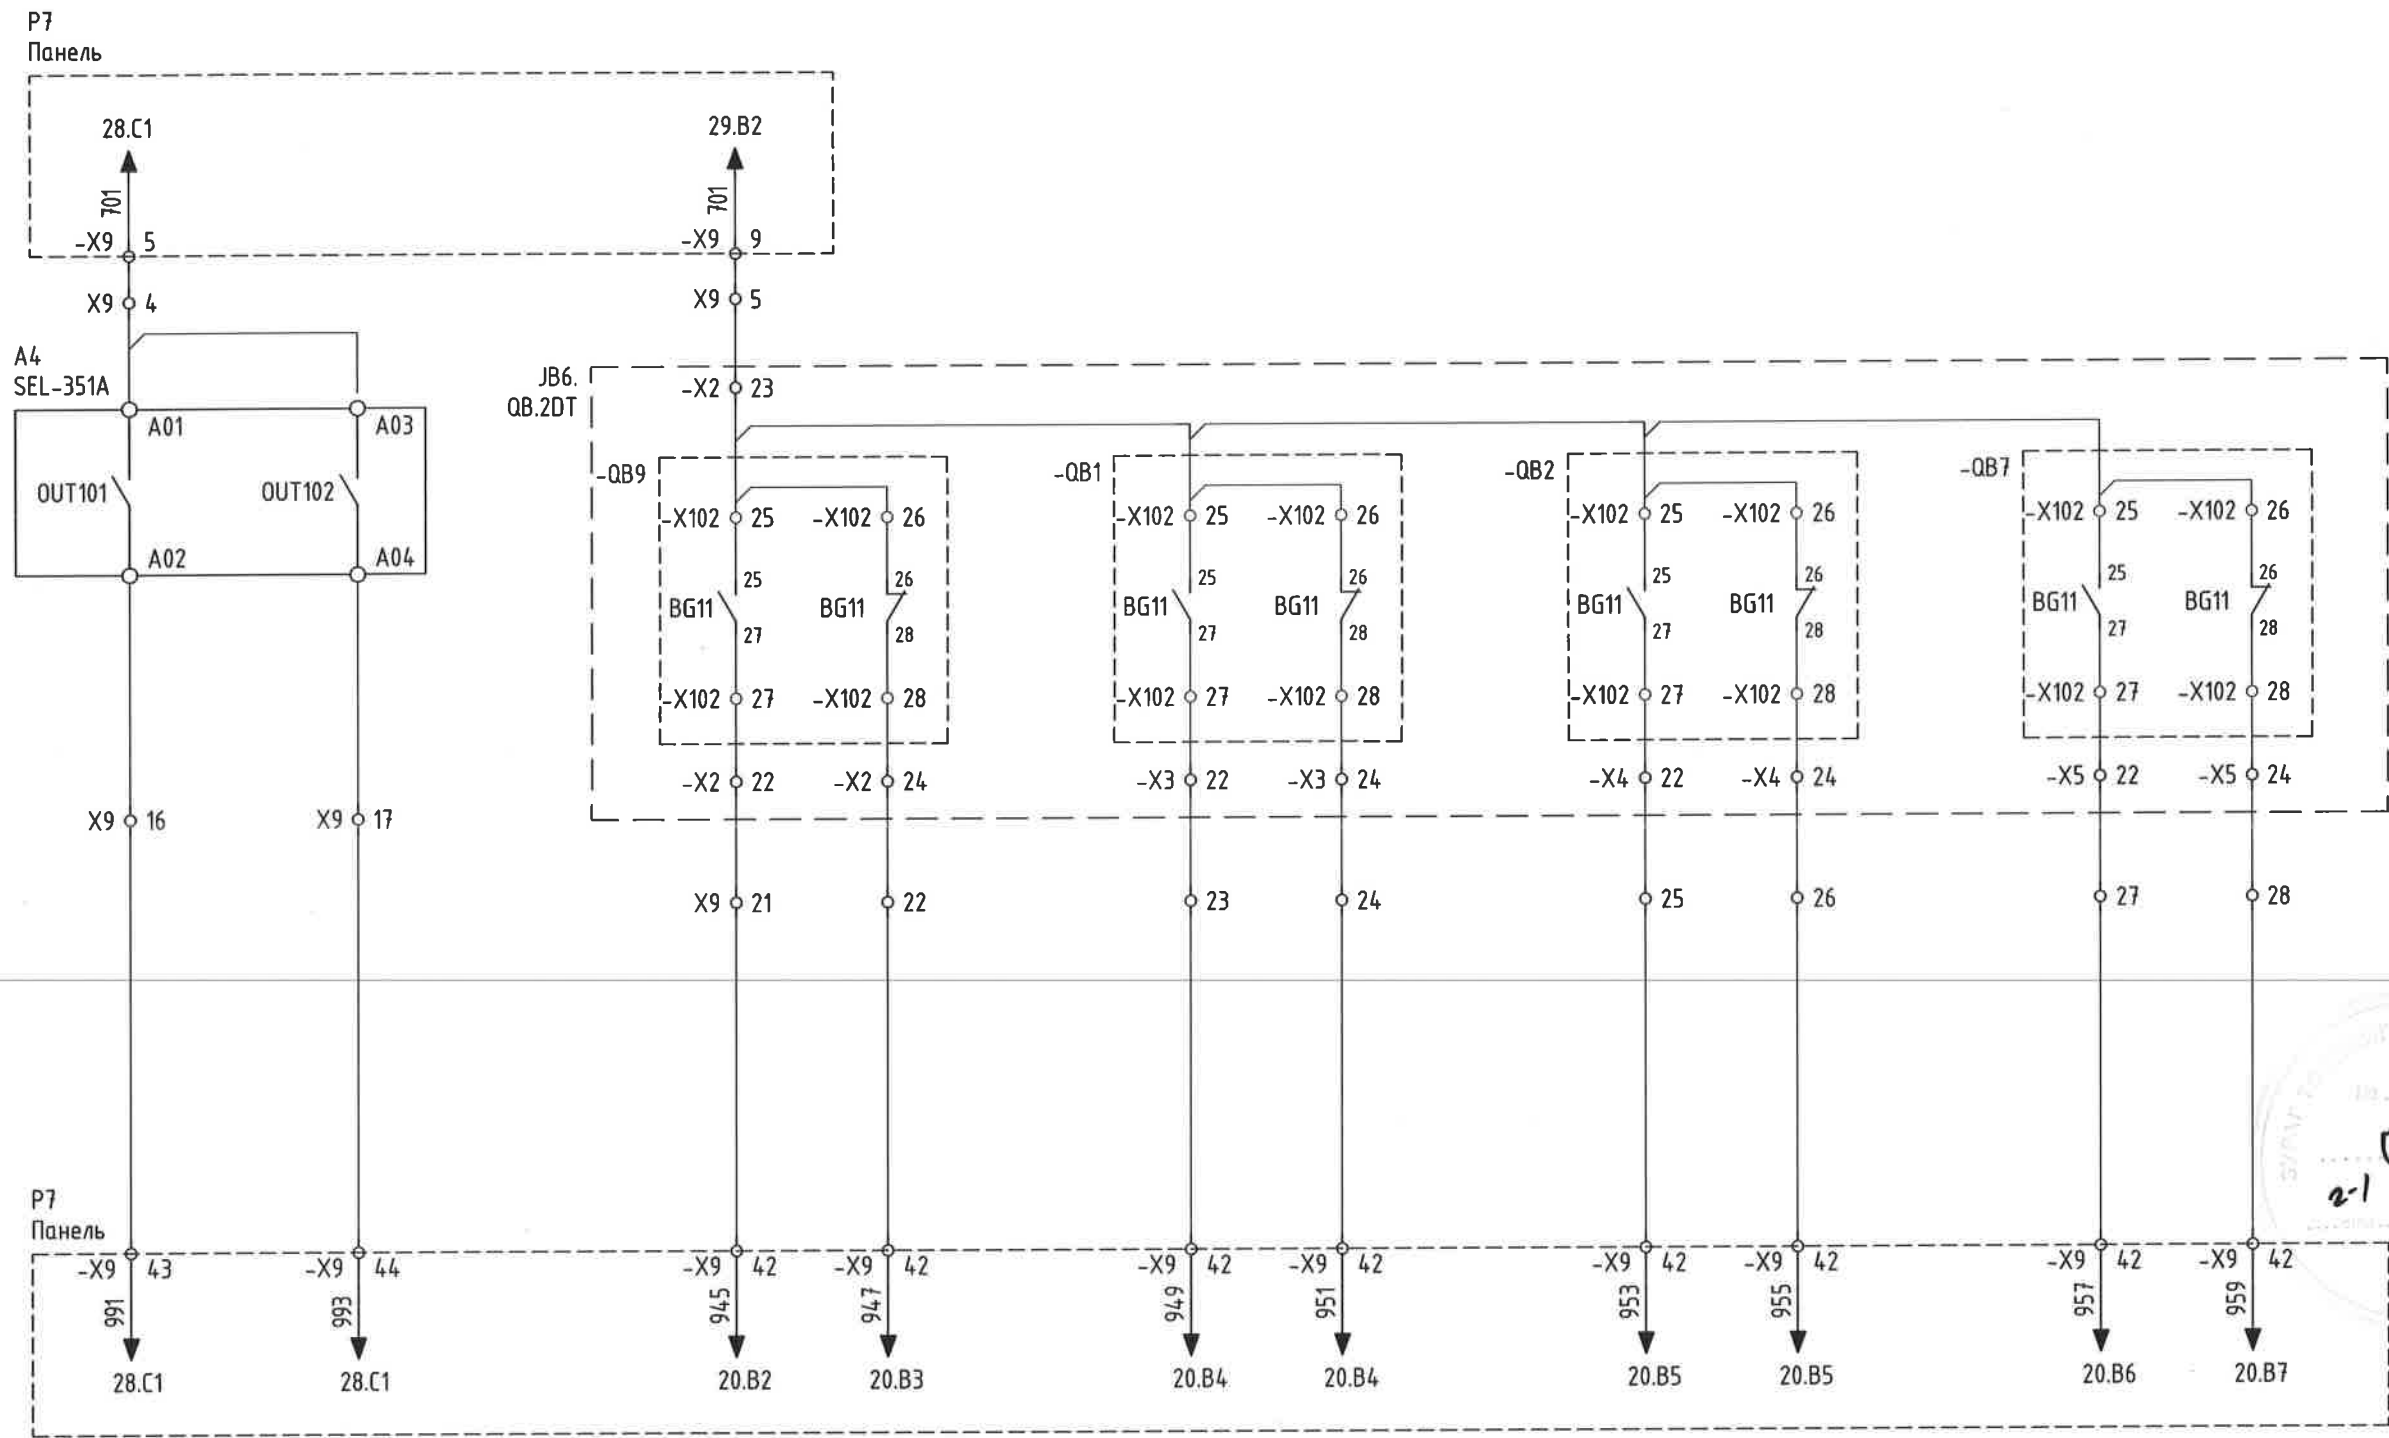 P7
Панель
28.C1
29.B2
701
701
-X9 5
-X9 9
X9 4
X9 5
A4
SEL-351A
JB6.
QB.2DT
-X2 23
A01
A03
OUT101
OUT102
A02
A04
-QB9
-QB1
-QB2
-QB7
-X102 25
-X102 26
-X102 25
-X102 26
-X102 25
-X102 26
-X102 25
-X102 26
25
26
25
26
25
26
25
26
BG11
BG11
BG11
BG11
BG11
BG11
BG11
BG11
27
28
27
28
27
28
27
28
-X102 27
-X102 28
-X102 27
-X102 28
-X102 27
-X102 28
-X102 27
-X102 28
-X2 22
-X2 24
-X3 22
-X3 24
-X4 22
-X4 24
-X5 22
-X5 24
X9 16
X9 17
X9 21
22
23
24
25
26
27
28
P7
Панель
-X9 43
-X9 44
-X9 42
-X9 42
-X9 42
-X9 42
-X9 42
-X9 42
-X9 42
-X9 42
991
993
945
947
949
951
953
955
957
959
28.C1
28.C1
20.B2
20.B3
20.B4
20.B4
20.B5
20.B5
20.B6
20.B7
2-1